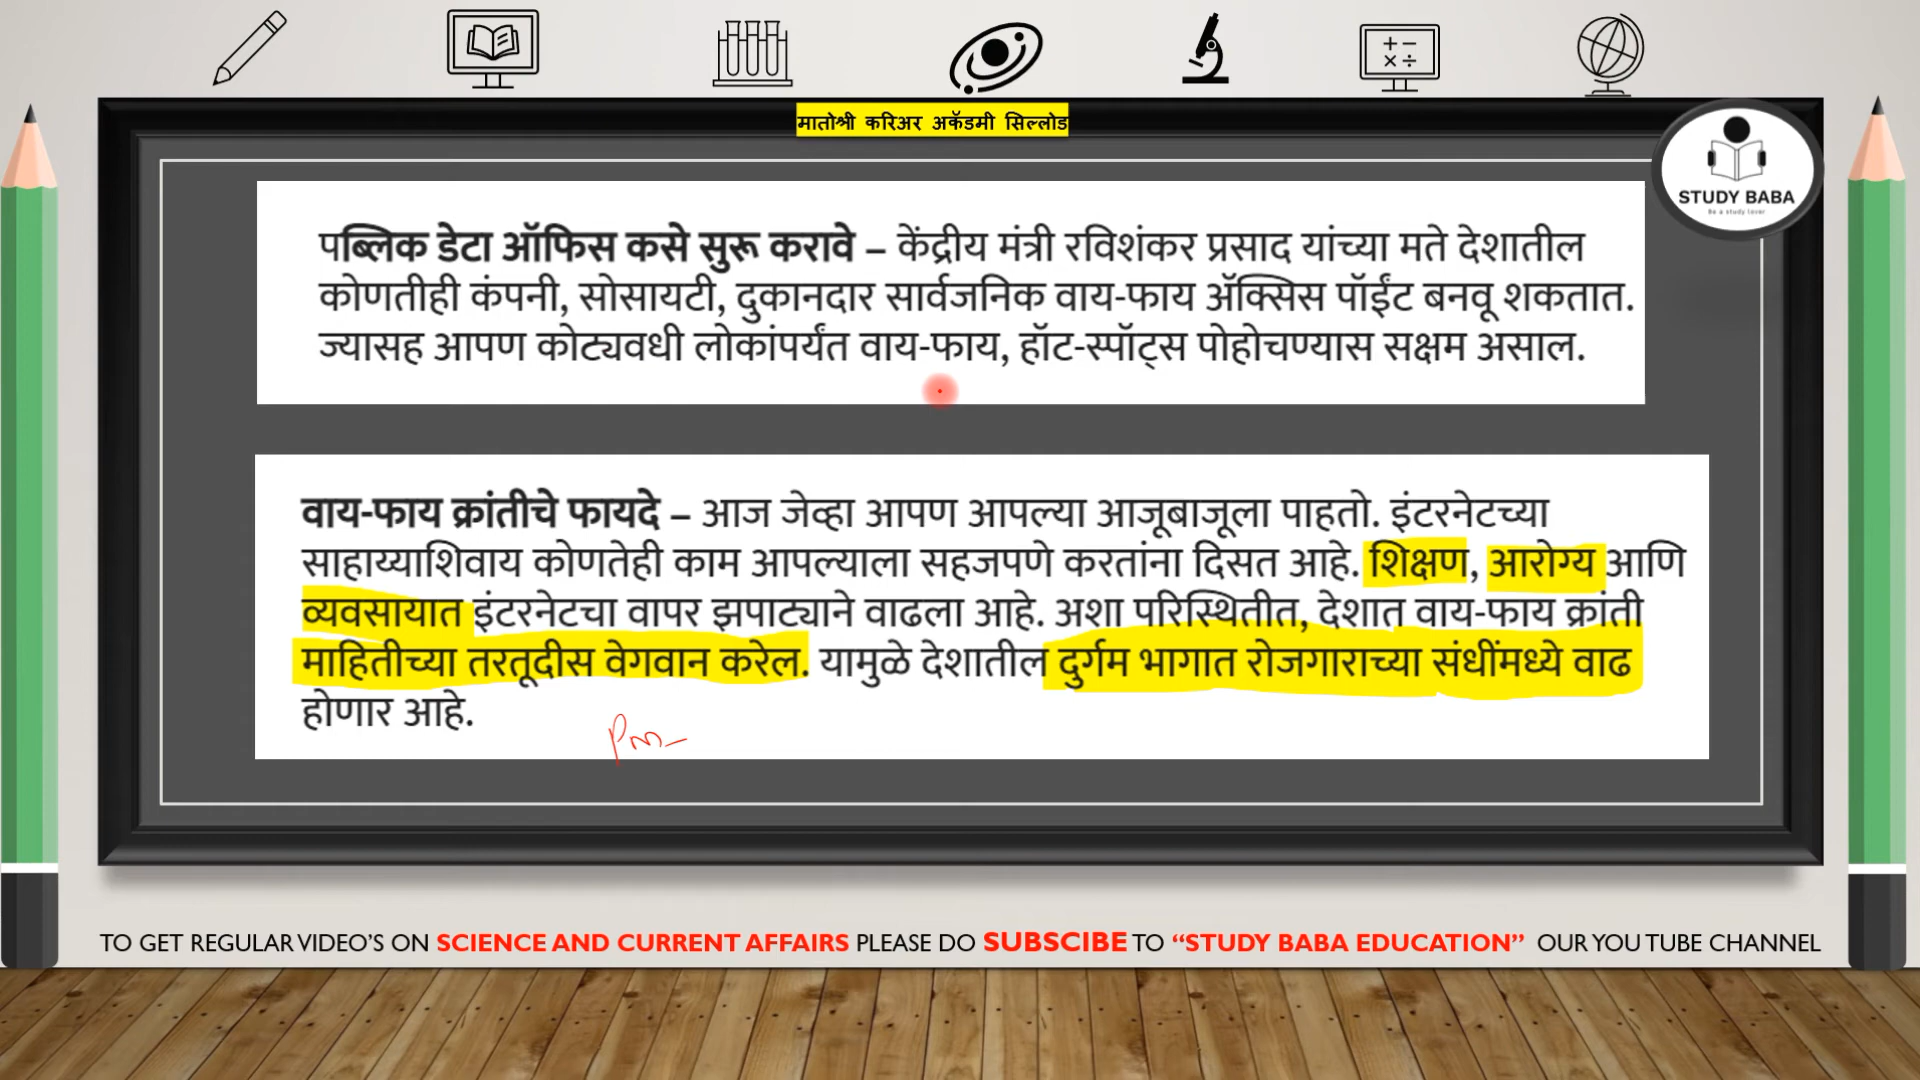 मातोश्री करिअर अकॅडमी सिल्लोड
STUDY BABA
Be a study lover
पब्लिक डेटा ऑफिस कसे सुरू करावे – केंद्रीय मंत्री रविशंकर प्रसाद यांच्या मते देशातील
कोणतीही कंपनी, सोसायटी, दुकानदार सार्वजनिक वाय-फाय ॲक्सिस पॉईंट बनवू शकतात.
ज्यासह आपण कोट्यवधी लोकांपर्यंत वाय-फाय, हॉट-स्पॉट्स पोहोचण्यास सक्षम असाल.
वाय-फाय क्रांतीचे फायदे – आज जेव्हा आपण आपल्या आजूबाजूला पाहतो. इंटरनेटच्या
साहाय्याशिवाय कोणतेही काम आपल्याला सहजपणे करतांना दिसत आहे. शिक्षण, आरोग्य आणि
व्यवसायात इंटरनेटचा वापर झपाट्याने वाढला आहे. अशा परिस्थितीत, देशात वाय-फाय क्रांती
माहितीच्या तरतूदीस वेगवान करेल. यामुळे देशातील दुर्गम भागात रोजगाराच्या संधींमध्ये वाढ
होणार आहे.
Pm-
TO GET REGULAR VIDEO'S ON SCIENCE AND CURRENT AFFAIRS PLEASE DO SUBSCIBE TO “STUDY BABA EDUCATION” OUR YOU TUBE CHANNEL